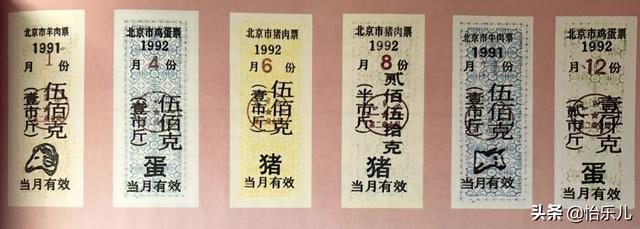 北京市羊肉票
1991
月1份
伍佰克
(壹市斤)
当月有效
北京市鸡蛋票
1992
月4份
伍佰克
(壹市斤)
蛋
当月有效
北京市猪肉票
1992
月6份
伍佰克
(壹市斤)
猪
当月有效
北京市猪肉票
1992
月8份
贰佰伍拾克
(半市斤)
猪
当月有效
北京市牛肉票
1991
月 份
伍佰克
(壹市斤)
当月有效
北京市鸡蛋票
1992
月12份
壹仟克
(贰市斤)
蛋
当月有效
头条 @怡乐儿